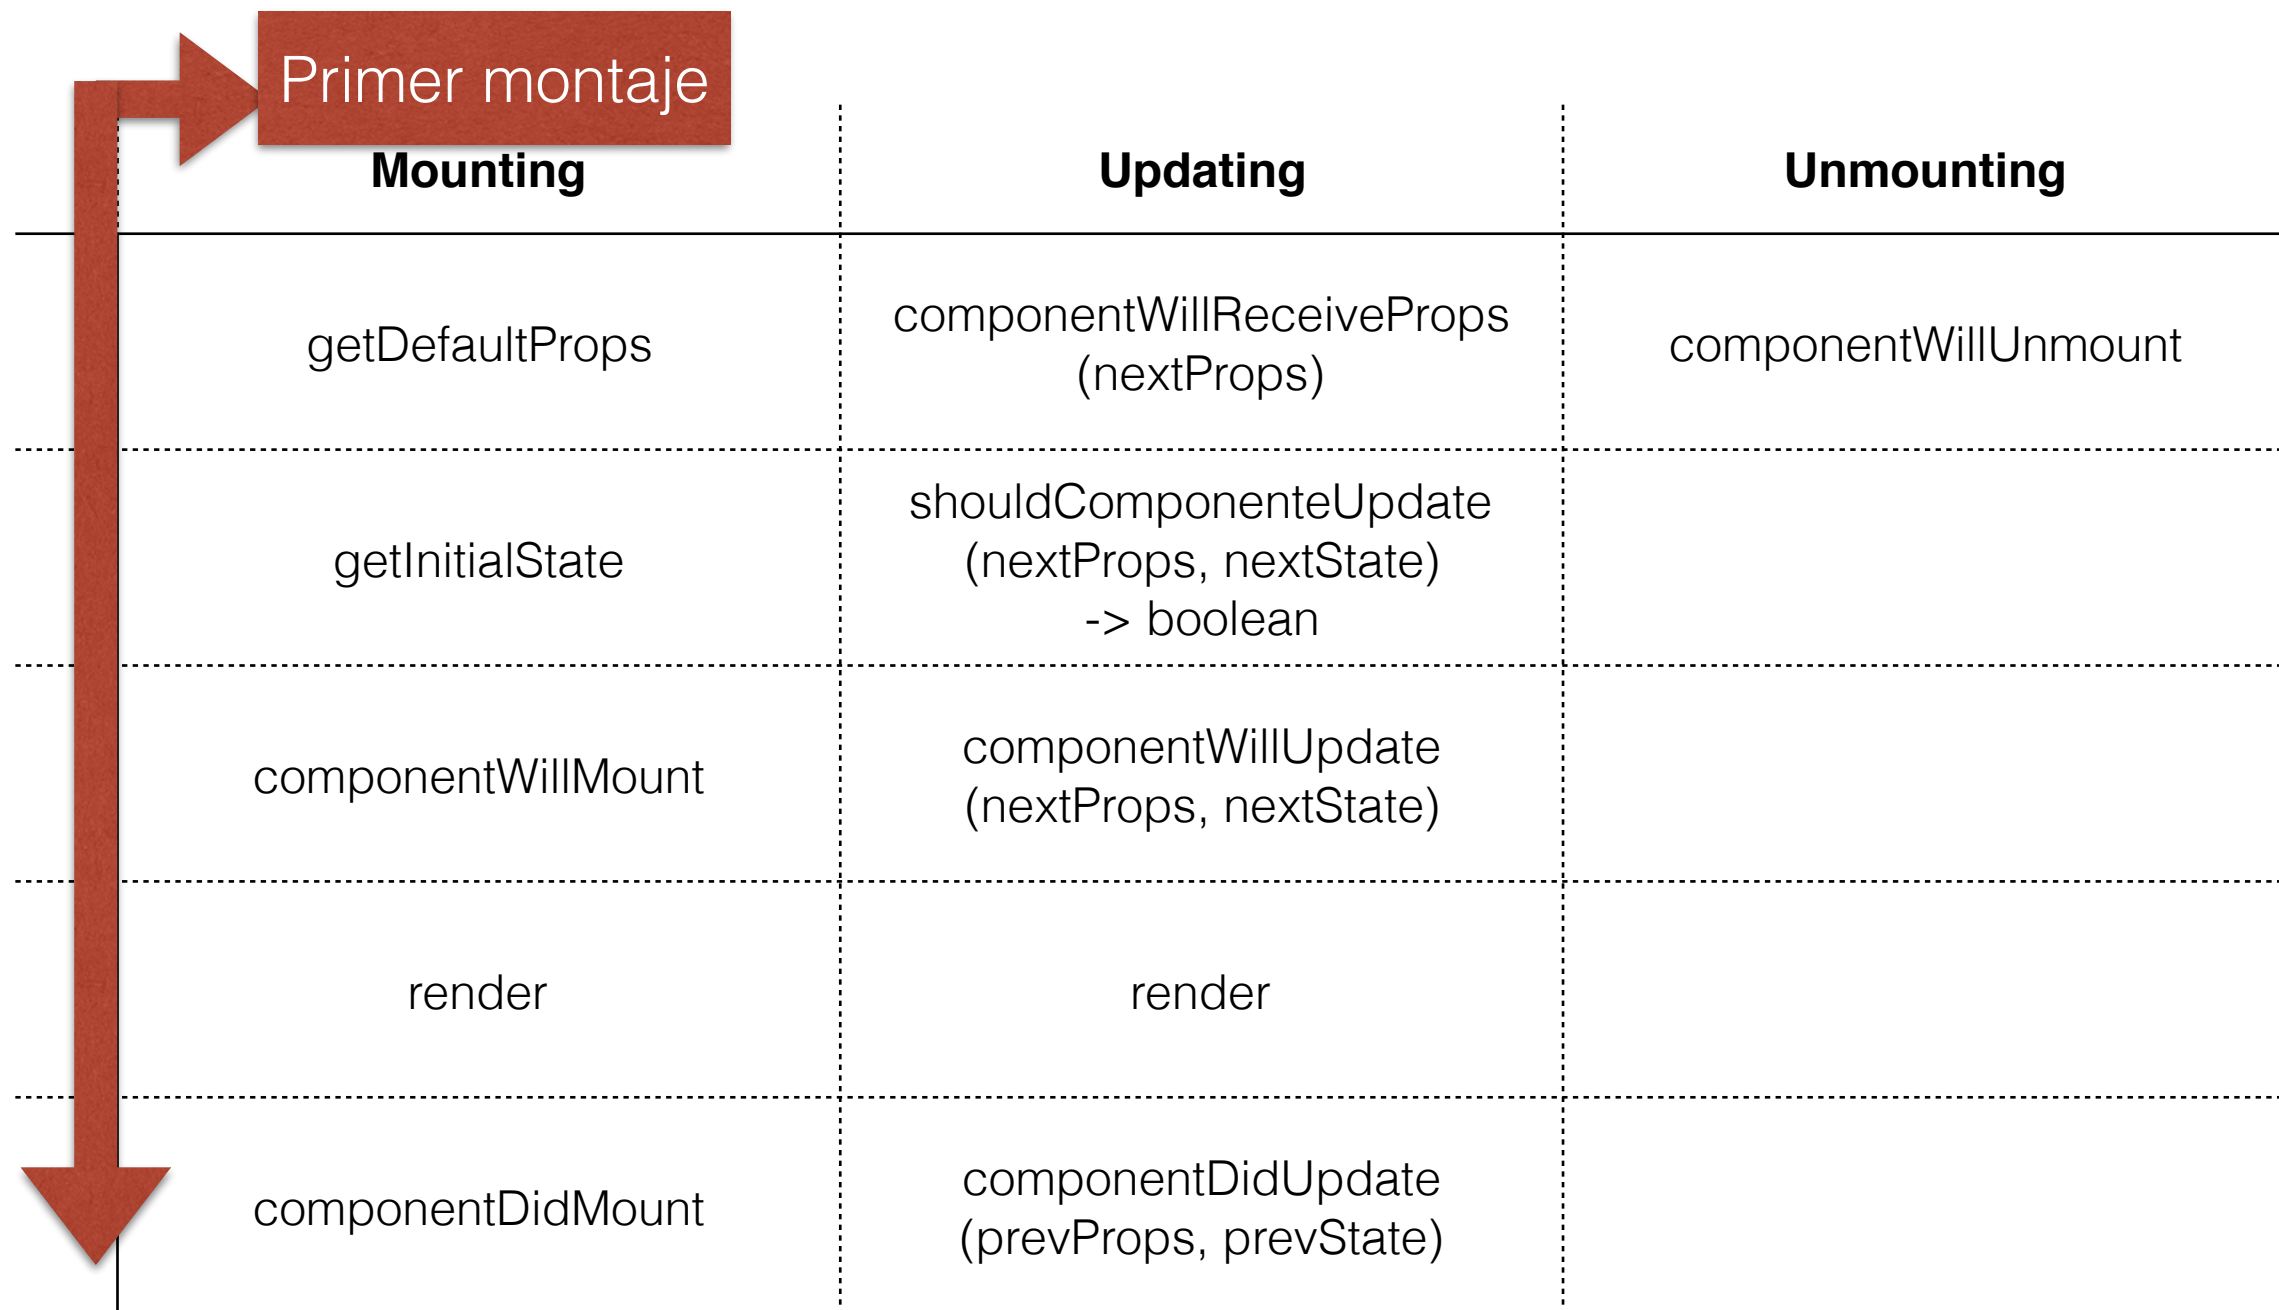 Primer montaje
Mounting
Updating
Unmounting
getDefaultProps
componentWillReceiveProps
(nextProps)
componentWillUnmount
getInitialState
shouldComponenteUpdate
(nextProps, nextState)
-> boolean
componentWillMount
componentWillUpdate
(nextProps, nextState)
render
render
componentDidMount
componentDidUpdate
(prevProps, prevState)